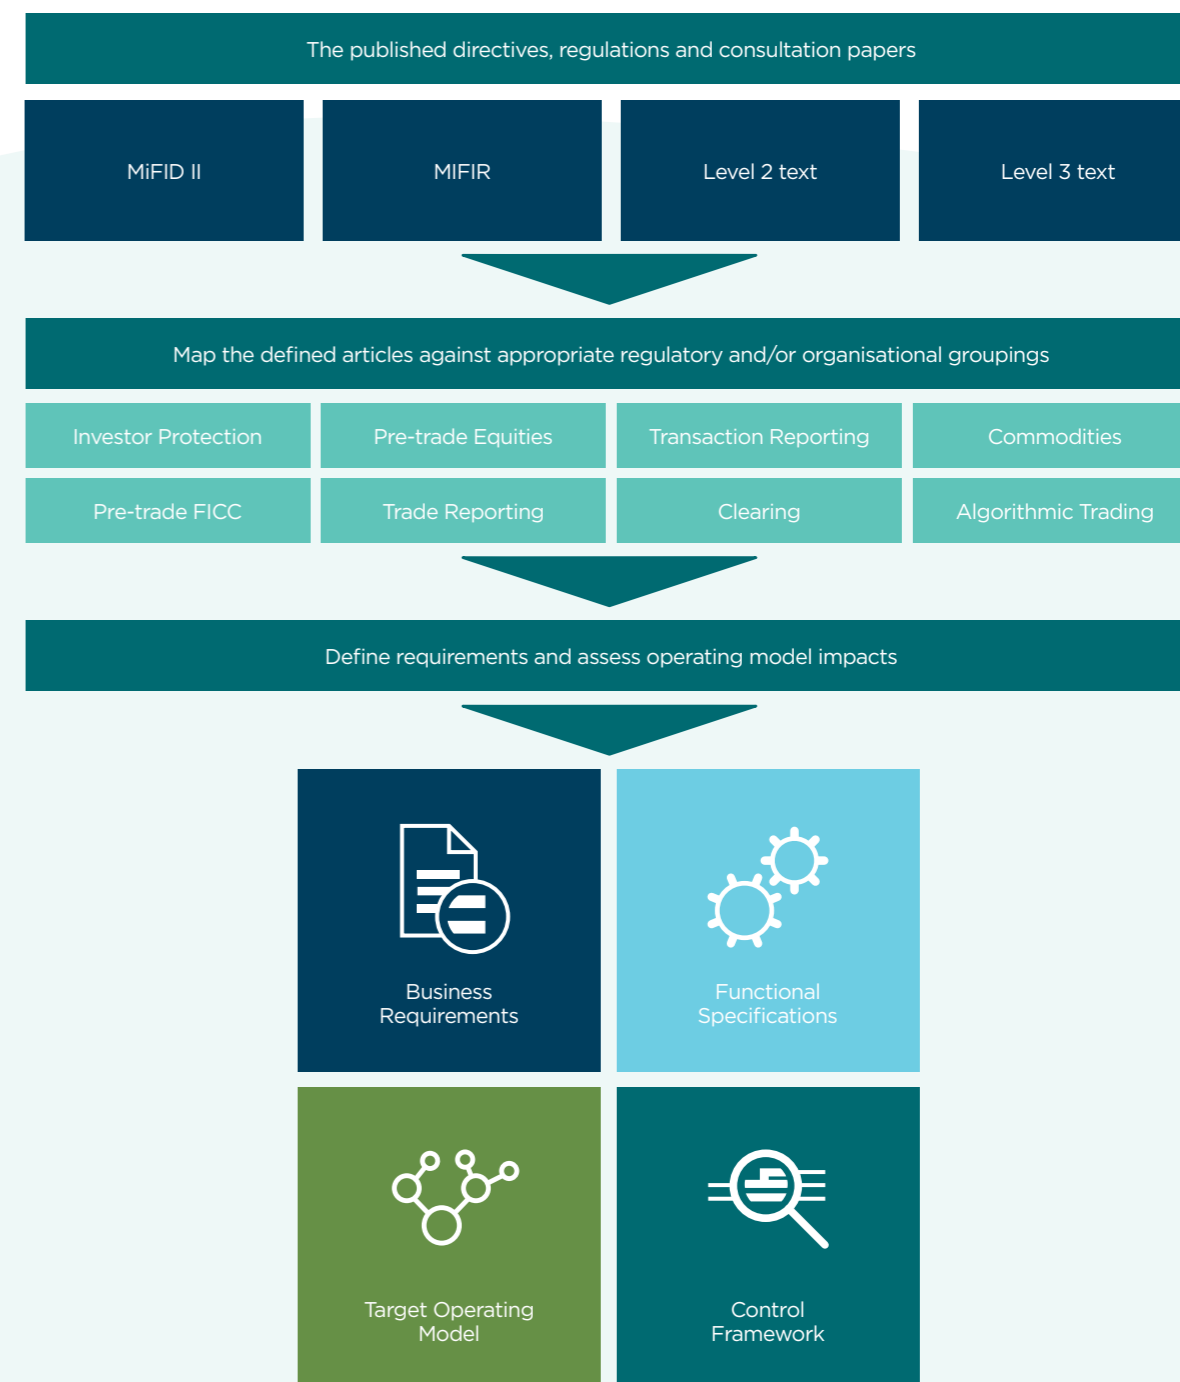 The published directives, regulations and consultation papers
MiFID II
MIFIR
Level 2 text
Level 3 text
Map the defined articles against appropriate regulatory and/or organisational groupings
Investor Protection
Pre-trade Equities
Transaction Reporting
Commodities
Pre-trade FICC
Trade Reporting
Clearing
Algorithmic Trading
Define requirements and assess operating model impacts
Business
Requirements
Functional
Specifications
Target Operating
Model
Control
Framework